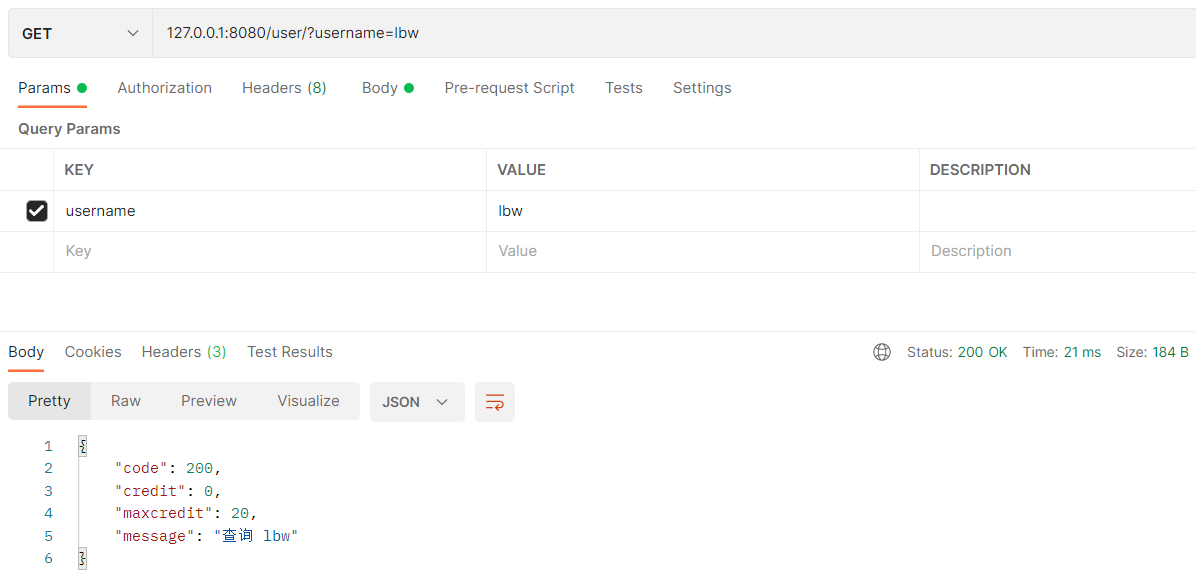 GET 127.0.0.1:8080/user/?username=lbw
Params Authorization Headers (8) Body Pre-request Script Tests Settings
Query Params
KEY VALUE DESCRIPTION
username lbw
Key Value Description
Body Cookies Headers (3) Test Results Status: 200 OK Time: 21 ms Size: 184 B
Pretty Raw Preview Visualize JSON
1 {
2 "code": 200,
3 "credit": 0,
4 "maxcredit": 20,
5 "message": "查询 lbw"
6 }